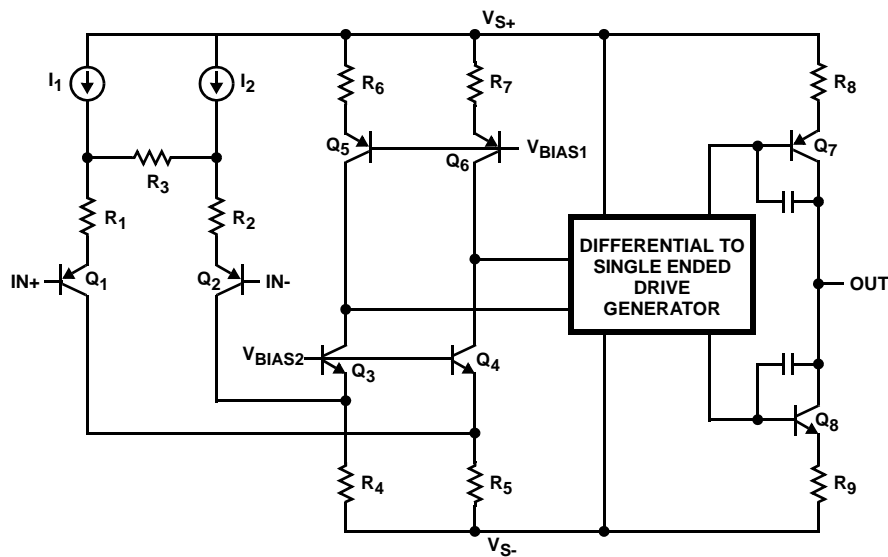 VS+
I1
I2
R6
R7
R8
Q5
Q6
VBIAS1
Q7
R3
R1
R2
DIFFERENTIAL TO
SINGLE ENDED
DRIVE
GENERATOR
IN+
Q1
Q2
IN-
OUT
VBIAS2
Q3
Q4
Q8
R4
R5
R9
VS-